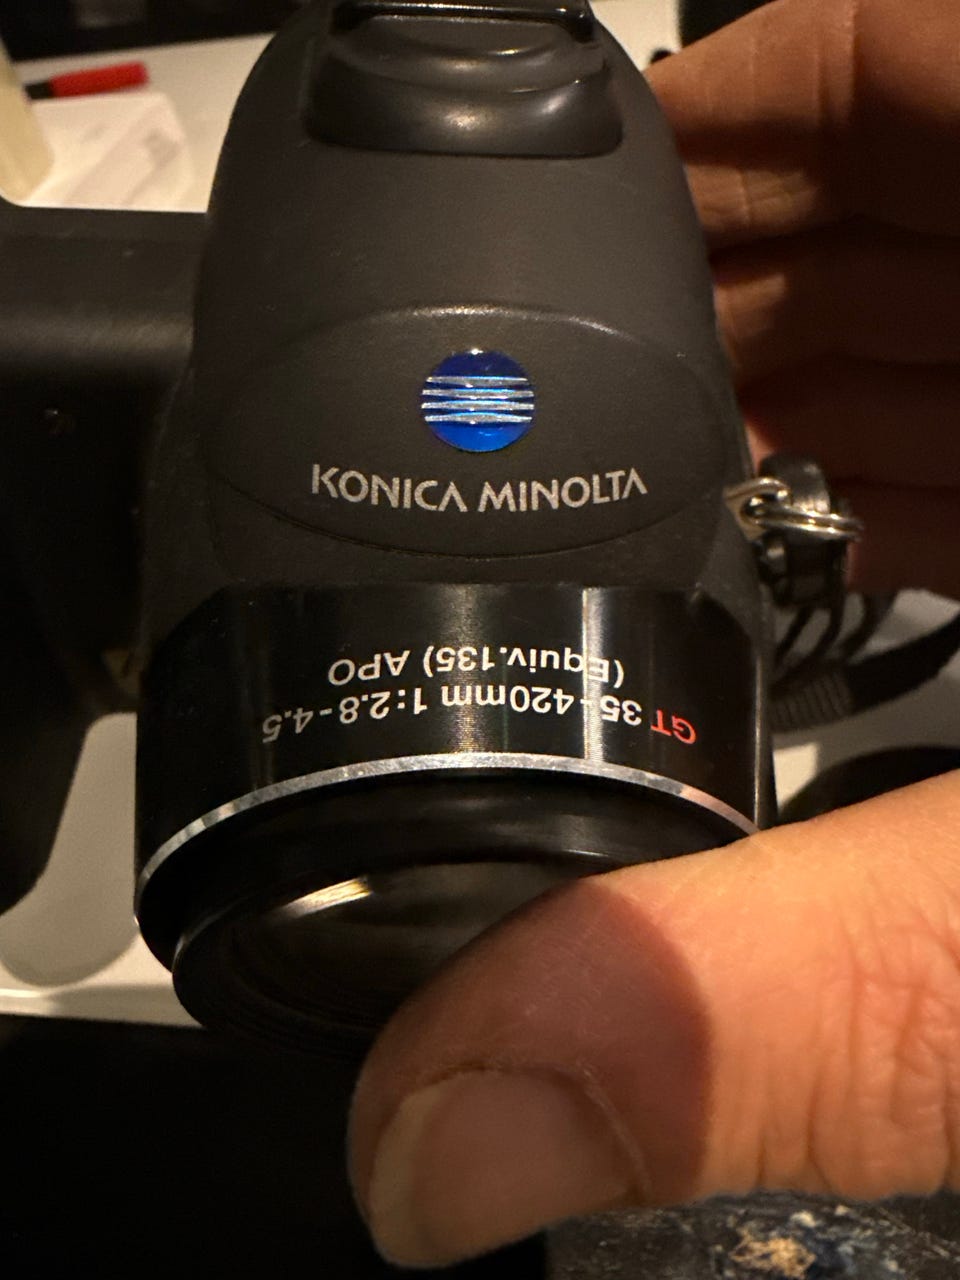 KONICA MINOLTA
GT 35-420mm 1:2.8-4.5
(Equiv.135) APO